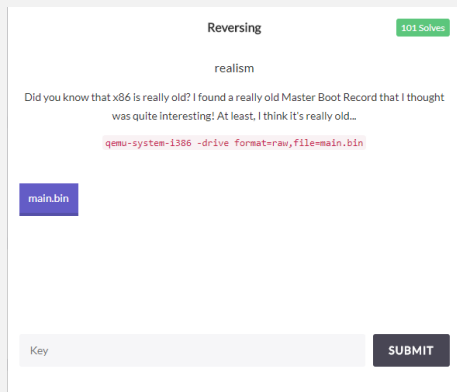 Reversing
101 Solves
realism
Did you know that x86 is really old? I found a really old Master Boot Record that I thought
was quite interesting! At least, I think it's really old...
qemu-system-i386 -drive format=raw,file=main.bin
main.bin
Key
SUBMIT